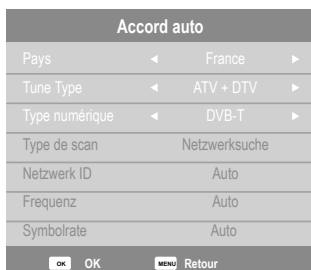 Accord auto
Pays ◄ France ►
Tune Type ◄ ATV + DTV ►
Type numérique ◄ DVB-T ►
Type de scan Netzwerksuche
Netzwerk ID Auto
Frequenz Auto
Symbolrate Auto
OK OK MENU Retour